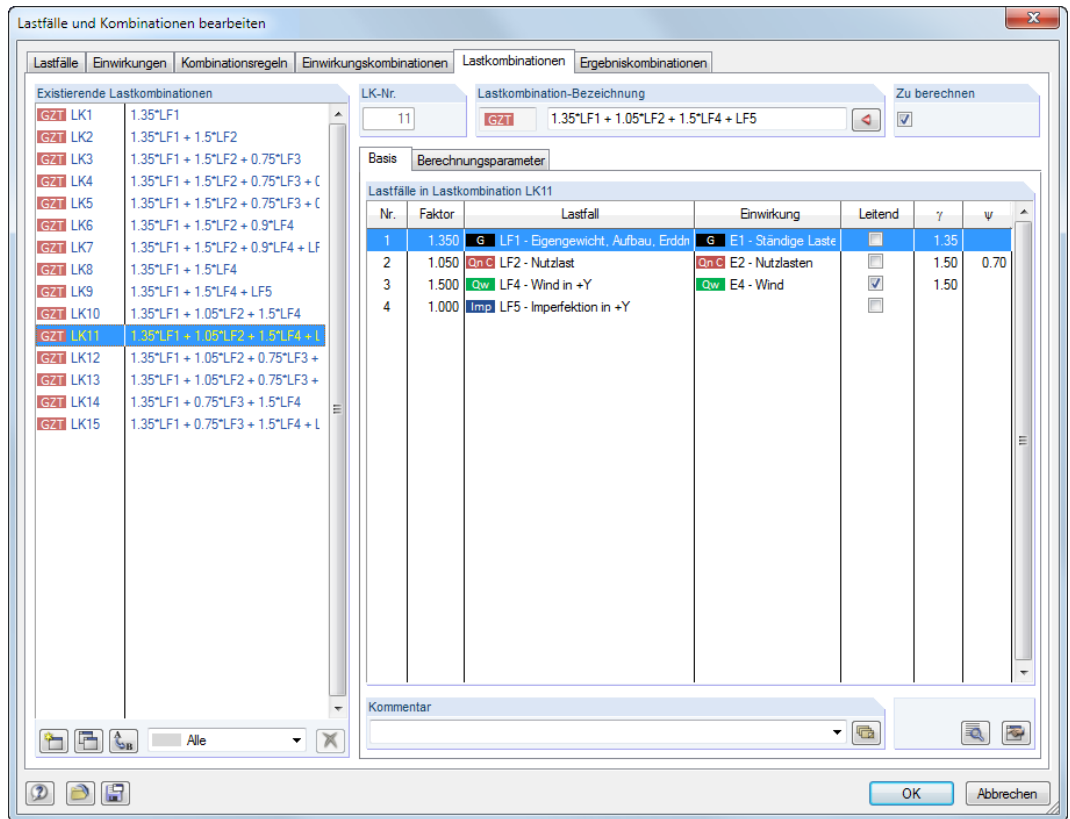 Lastfälle und Kombinationen bearbeiten
Lastfälle Einwirkungen Kombinationsregeln Einwirkungskombinationen Lastkombinationen Ergebniskombinationen
Existierende Lastkombinationen
GZT LK1 1.35*LF1
GZT LK2 1.35*LF1 + 1.5*LF2
GZT LK3 1.35*LF1 + 1.5*LF2 + 0.75*LF3
GZT LK4 1.35*LF1 + 1.5*LF2 + 0.75*LF3 + 0
GZT LK5 1.35*LF1 + 1.5*LF2 + 0.75*LF3 + 0
GZT LK6 1.35*LF1 + 1.5*LF2 + 0.9*LF4
GZT LK7 1.35*LF1 + 1.5*LF2 + 0.9*LF4 + LF
GZT LK8 1.35*LF1 + 1.5*LF4
GZT LK9 1.35*LF1 + 1.5*LF4 + LF5
GZT LK10 1.35*LF1 + 1.05*LF2 + 1.5*LF4
GZT LK11 1.35*LF1 + 1.05*LF2 + 1.5*LF4 + L
GZT LK12 1.35*LF1 + 1.05*LF2 + 0.75*LF3 +
GZT LK13 1.35*LF1 + 1.05*LF2 + 0.75*LF3 +
GZT LK14 1.35*LF1 + 0.75*LF3 + 1.5*LF4
GZT LK15 1.35*LF1 + 0.75*LF3 + 1.5*LF4 + L
Alle
LK-Nr.
11
Lastkombination-Bezeichnung
GZT 1.35*LF1 + 1.05*LF2 + 1.5*LF4 + LF5
Zu berechnen
Basis Berechnungsparameter
Lastfälle in Lastkombination LK11
Nr. Faktor Lastfall Einwirkung Leitend γ ψ
1 1.350 G LF1 - Eigengewicht, Aufbau, Erddr G E1 - Ständige Laste 1.35
2 1.050 Qn C LF2 - Nutzlast Qn C E2 - Nutzlasten 1.50 0.70
3 1.500 Qw LF4 - Wind in +Y Qw E4 - Wind 1.50
4 1.000 Imp LF5 - Imperfektion in +Y
Kommentar
OK Abbrechen